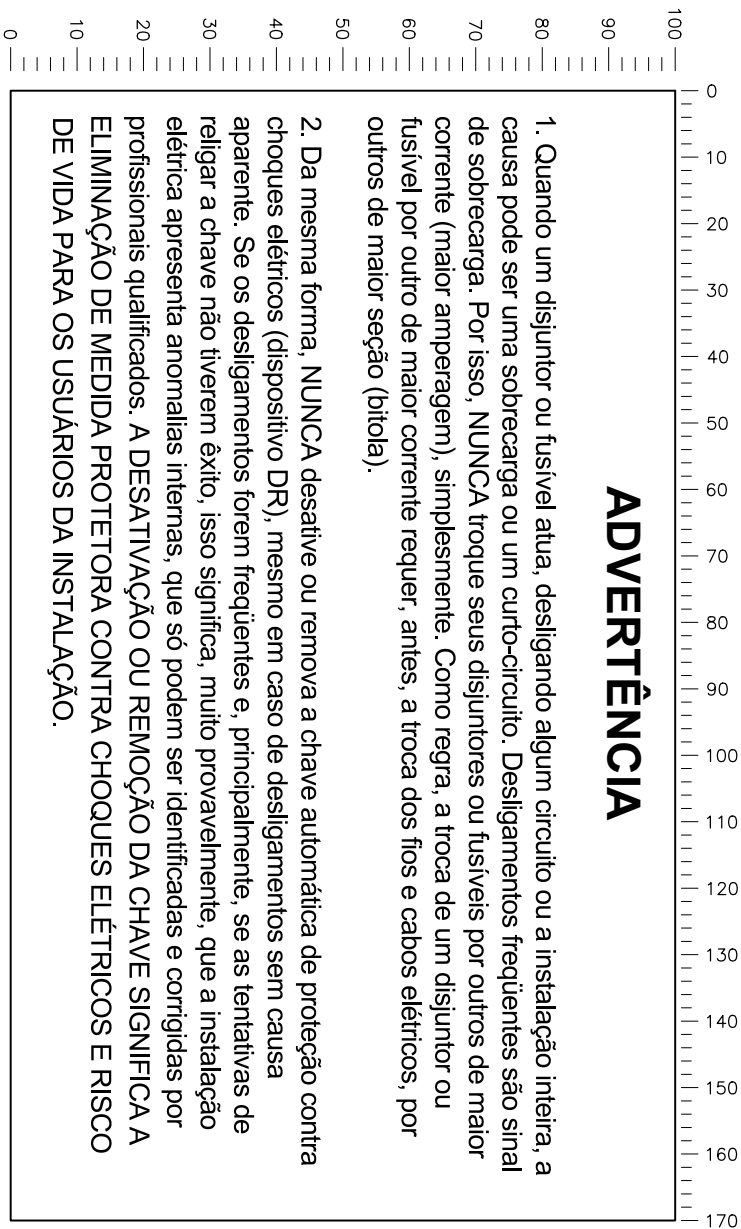 0 10 20 30 40 50 60 70 80 90 100 110 120 130 140 150 160 170
100
90
80
70
60
50
40
30
20
10
0
ADVERTÊNCIA
1. Quando um disjuntor ou fusível atua, desligando algum circuito ou a instalação inteira, a
causa pode ser uma sobrecarga ou um curto-circuito. Desligamentos freqüentes são sinal
de sobrecarga. Por isso, NUNCA troque seus disjuntores ou fusíveis por outros de maior
corrente (maior amperagem), simplesmente. Como regra, a troca de um disjuntor ou
fusível por outro de maior corrente requer, antes, a troca dos fios e cabos elétricos, por
outros de maior seção (bitola).
2. Da mesma forma, NUNCA desative ou remova a chave automática de proteção contra
choques elétricos (dispositivo DR), mesmo em caso de desligamentos sem causa
aparente. Se os desligamentos forem freqüentes e, principalmente, se as tentativas de
religar a chave não tiverem êxito, isso significa, muito provavelmente, que a instalação
elétrica apresenta anomalias internas, que só podem ser identificadas e corrigidas por
profissionais qualificados. A DESATIVAÇÃO OU REMOÇÃO DA CHAVE SIGNIFICA A
ELIMINAÇÃO DE MEDIDA PROTETORA CONTRA CHOQUES ELÉTRICOS E RISCO
DE VIDA PARA OS USUÁRIOS DA INSTALAÇÃO.